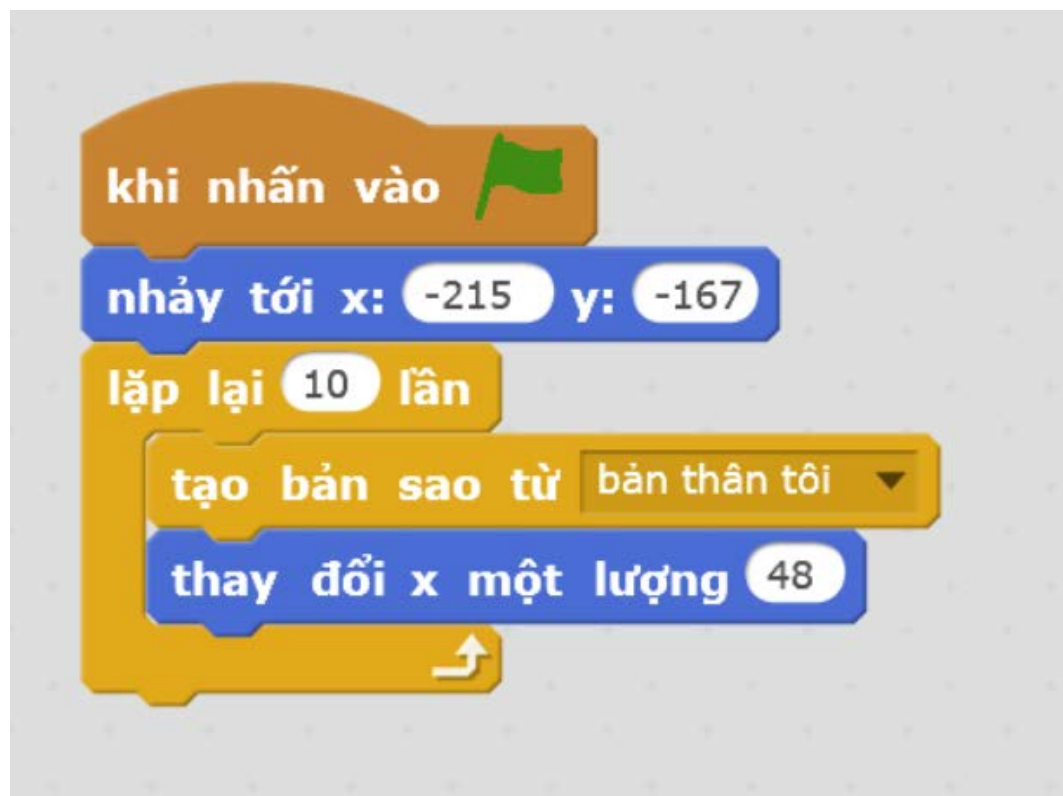 khi nhấn vào
nhảy tới x: -215 y: -167
lặp lại 10 lần
tạo bản sao từ bản thân tôi
thay đổi x một lượng 48